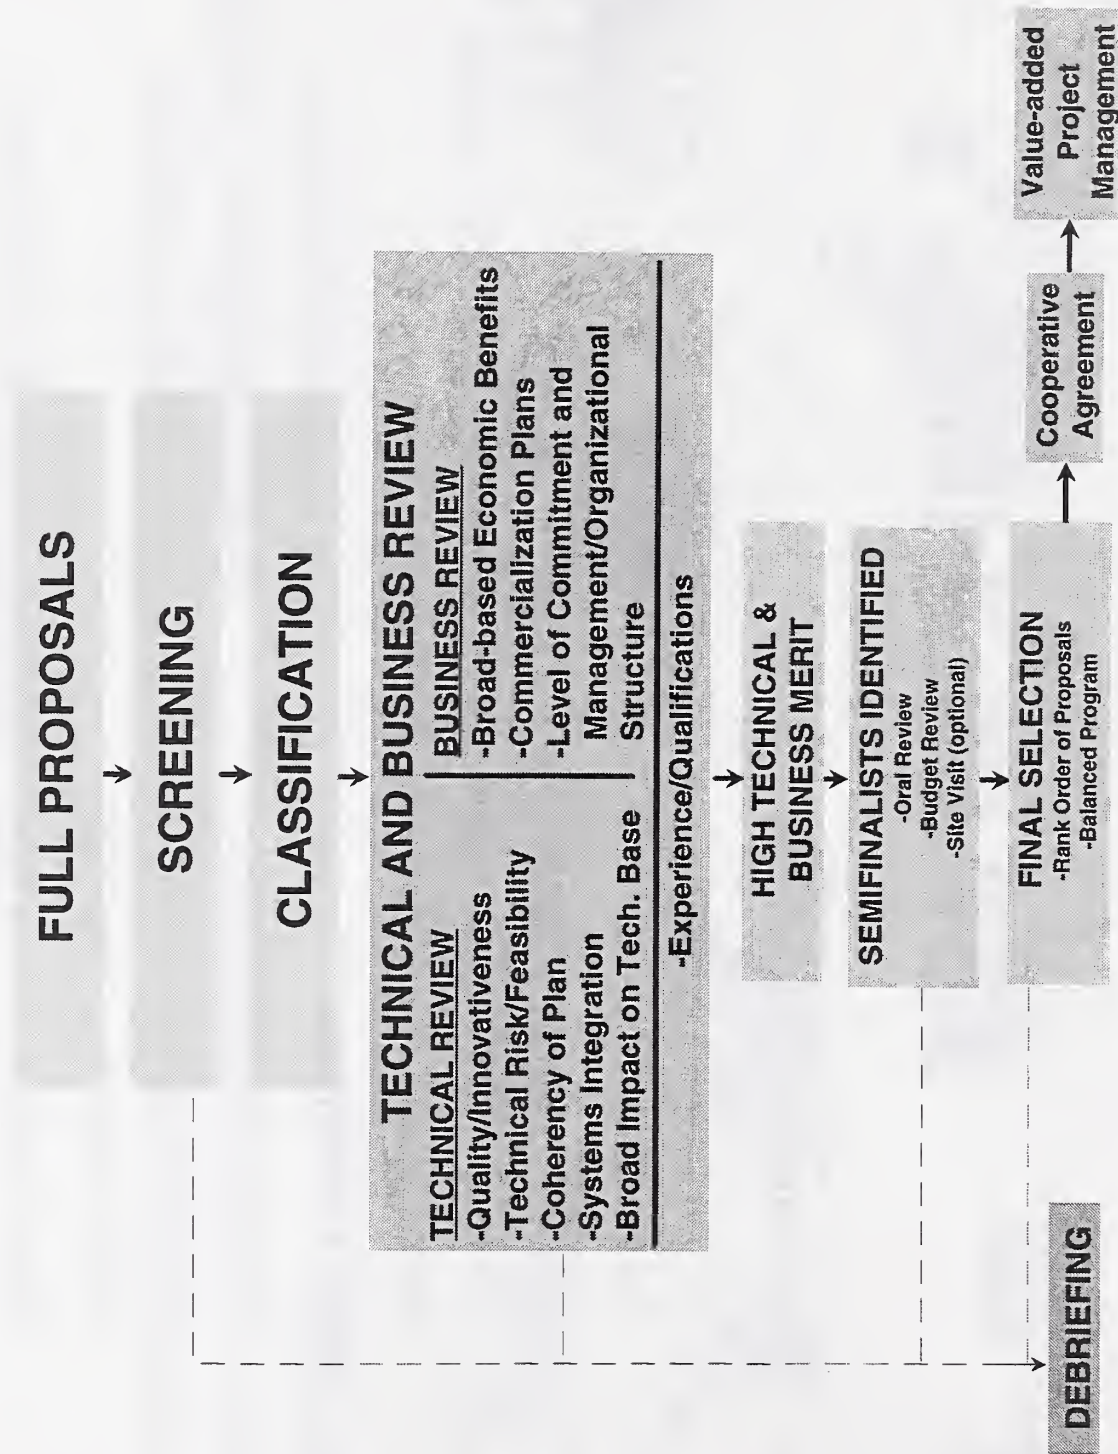 FULL PROPOSALS
SCREENING
CLASSIFICATION
TECHNICAL AND BUSINESS REVIEW
TECHNICAL REVIEW
-Quality/Innovativeness
-Technical Risk/Feasibility
-Coherency of Plan
-Systems Integration
-Broad Impact on Tech. Base
BUSINESS REVIEW
-Broad-based Economic Benefits
-Commercialization Plans
-Level of Commitment and
Management/Organizational
Structure
-Experience/Qualifications
HIGH TECHNICAL &
BUSINESS MERIT
SEMIFINALISTS IDENTIFIED
-Oral Review
-Budget Review
-Site Visit (optional)
FINAL SELECTION
-Rank Order of Proposals
-Balanced Program
Cooperative
Agreement
Value-added
Project
Management
DEBRIEFING